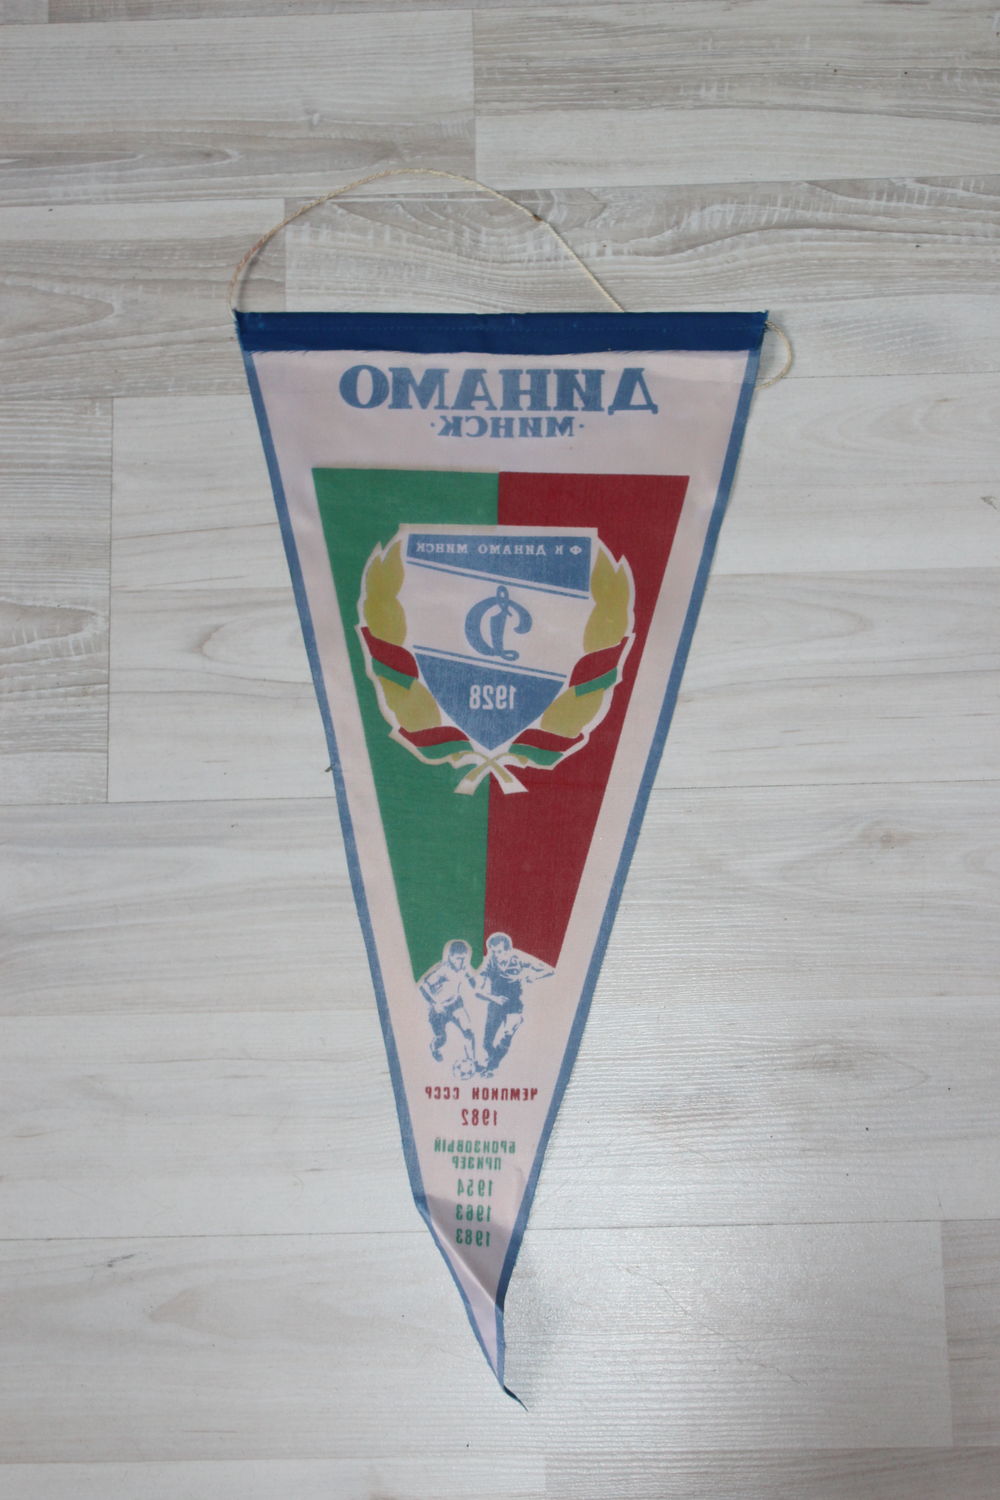 ДИНАМО
·МИНСК·
Ф К ДИНАМО МИНСК
Д
1928
ЧЕМПИОН СССР
1982
БРОНЗОВЫЙ
ПРИЗЕР
1954
1963
1983